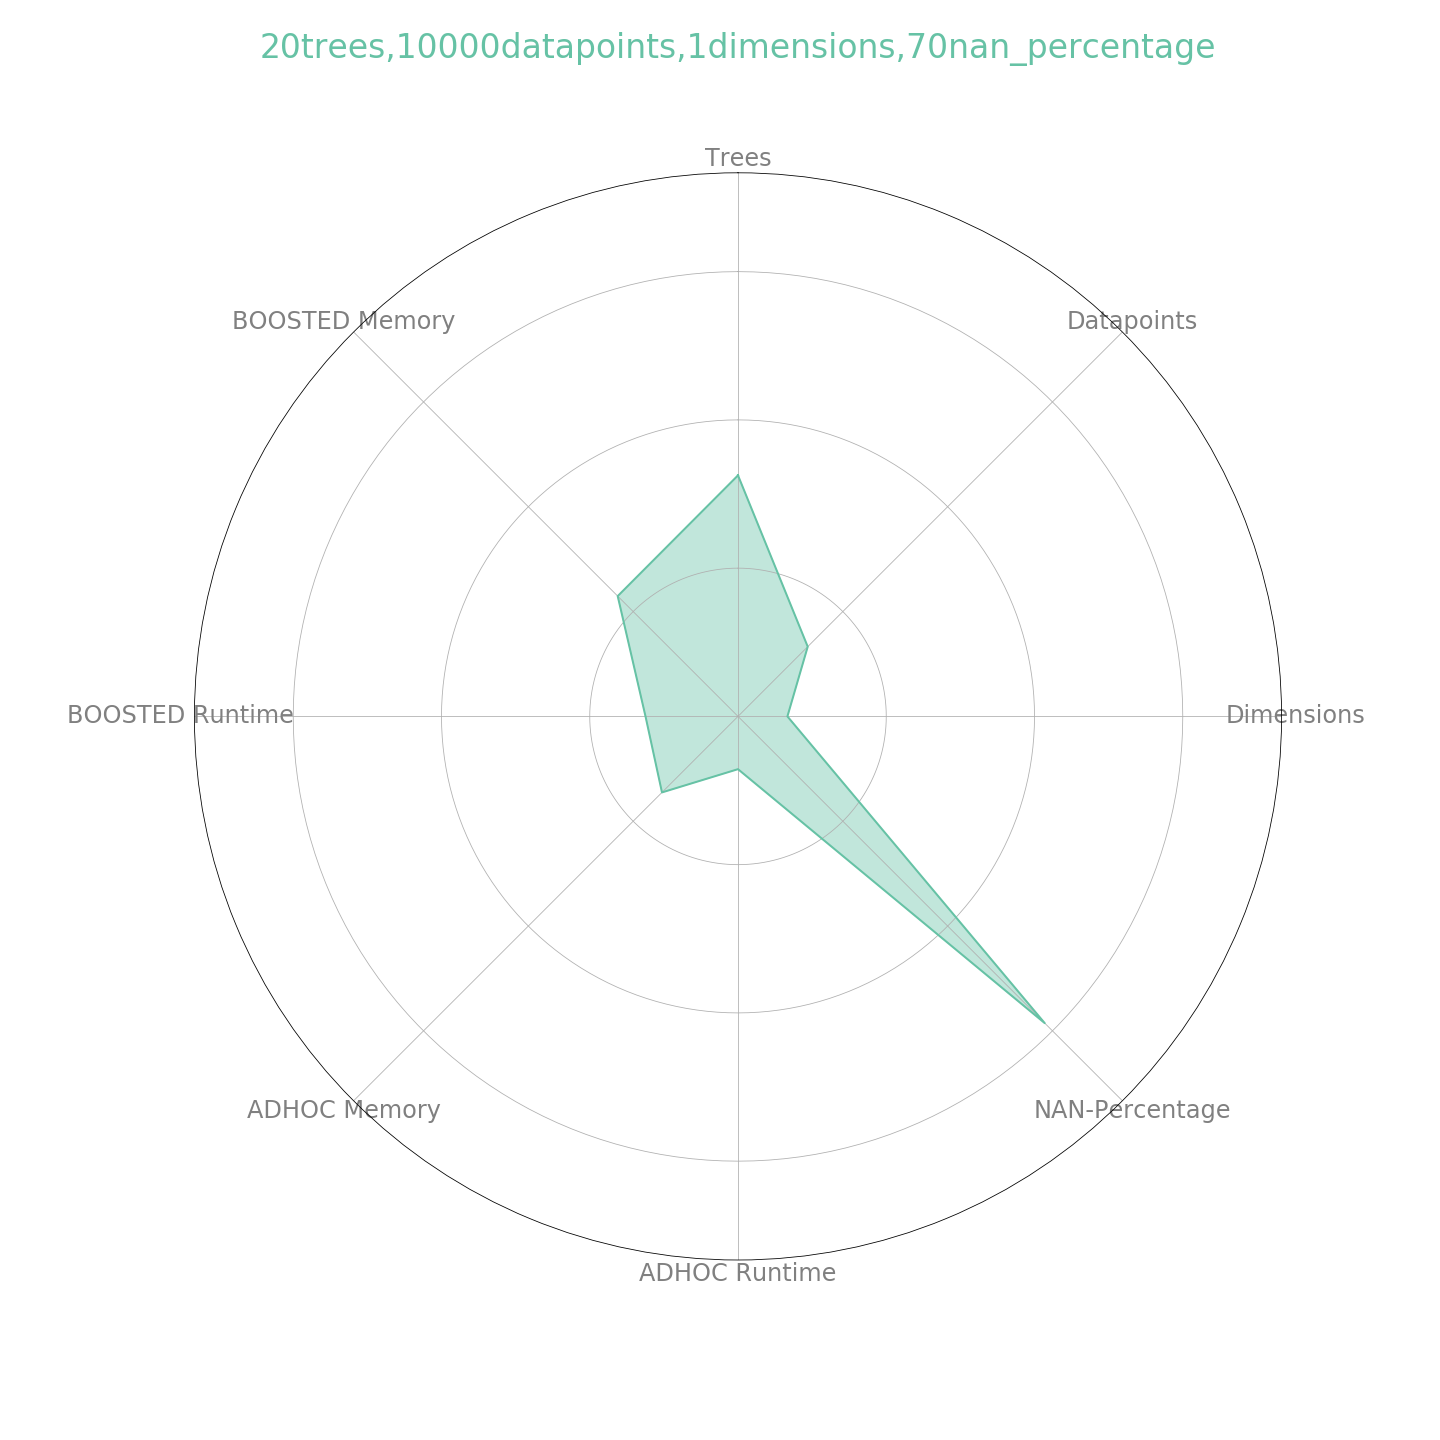 20trees,10000datapoints,1dimensions,70nan_percentage
Trees
BOOSTED Memory
Datapoints
BOOSTED Runtime
Dimensions
ADHOC Memory
NAN-Percentage
ADHOC Runtime